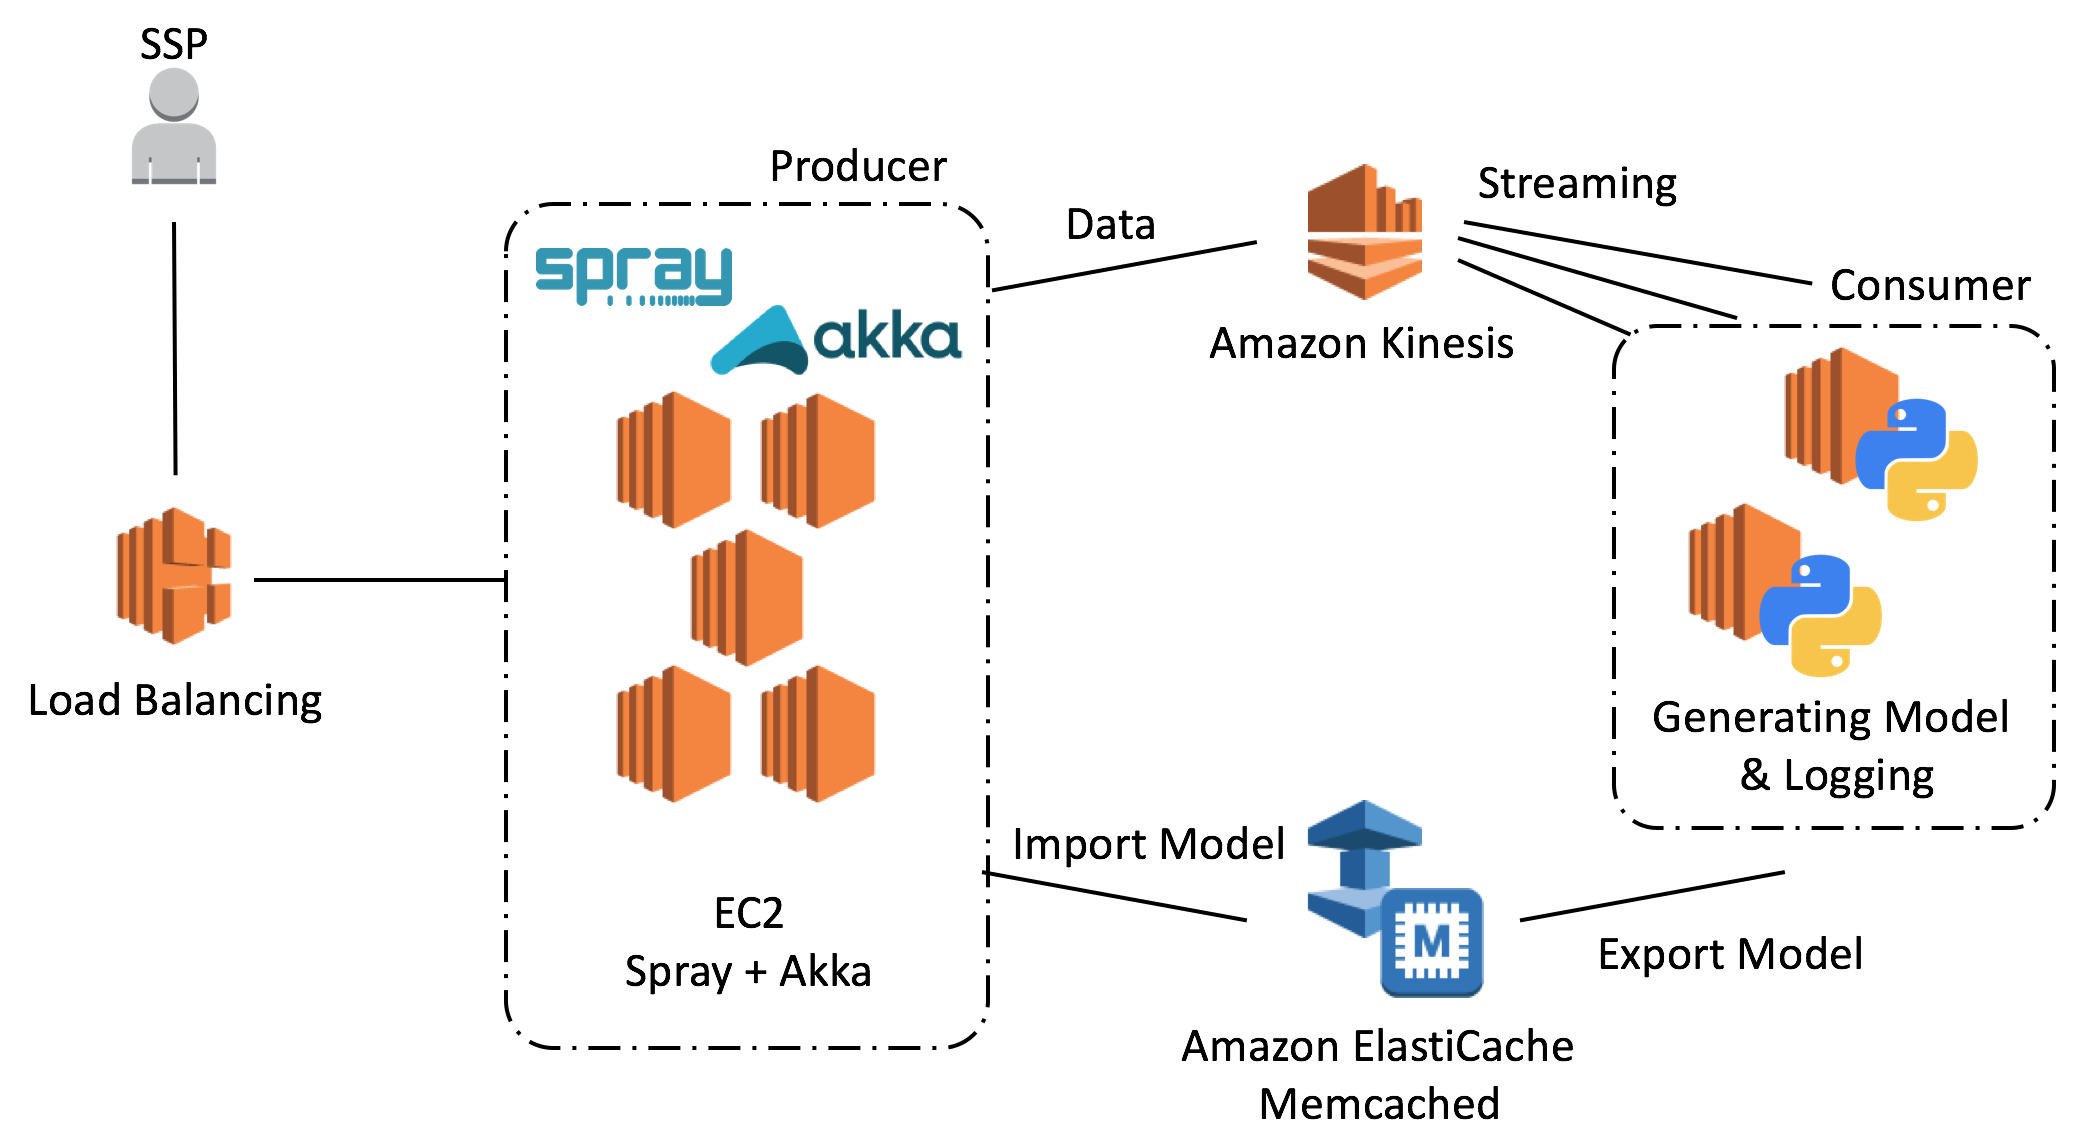 SSP
Producer
spray
akka
Data
Streaming
Amazon Kinesis
Consumer
Load Balancing
Generating Model
& Logging
Import Model
EC2
Spray + Akka
M
Export Model
Amazon ElastiCache
Memcached